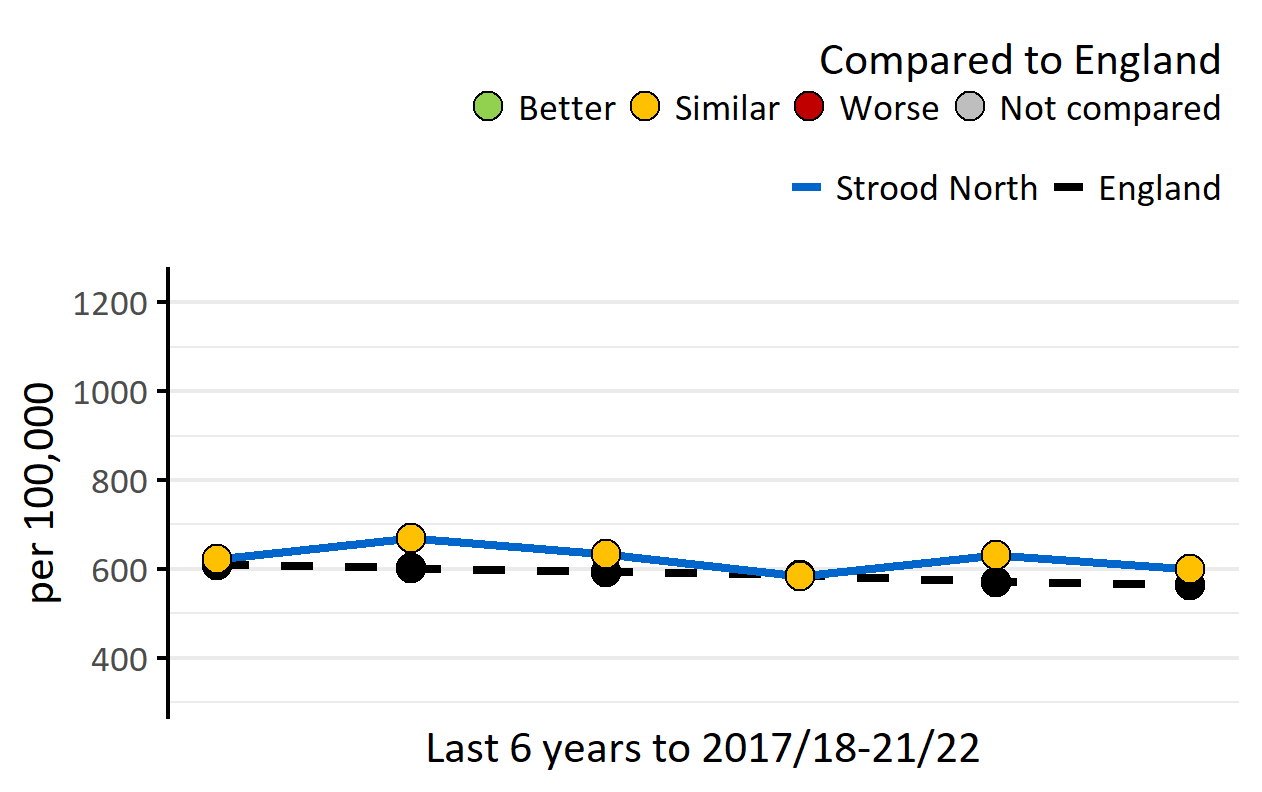 Compared to England
Better Similar Worse Not compared
Strood North England
per 100,000
1200
1000
800
600
400
Last 6 years to 2017/18-21/22